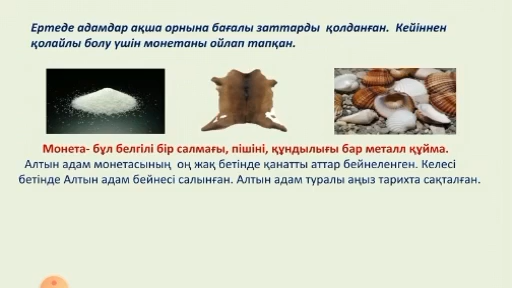 Ертеде адамдар ақша орнына бағалы заттарды қолданған. Кейіннен
қолайлы болу үшін монетаны ойлап тапқан.
Монета- бұл белгілі бір салмағы, пішіні, құндылығы бар металл құйма.
Алтын адам монетасының оң жақ бетінде қанатты аттар бейнеленген. Келесі
бетінде Алтын адам бейнесі салынған. Алтын адам туралы аңыз тарихта сақталған.